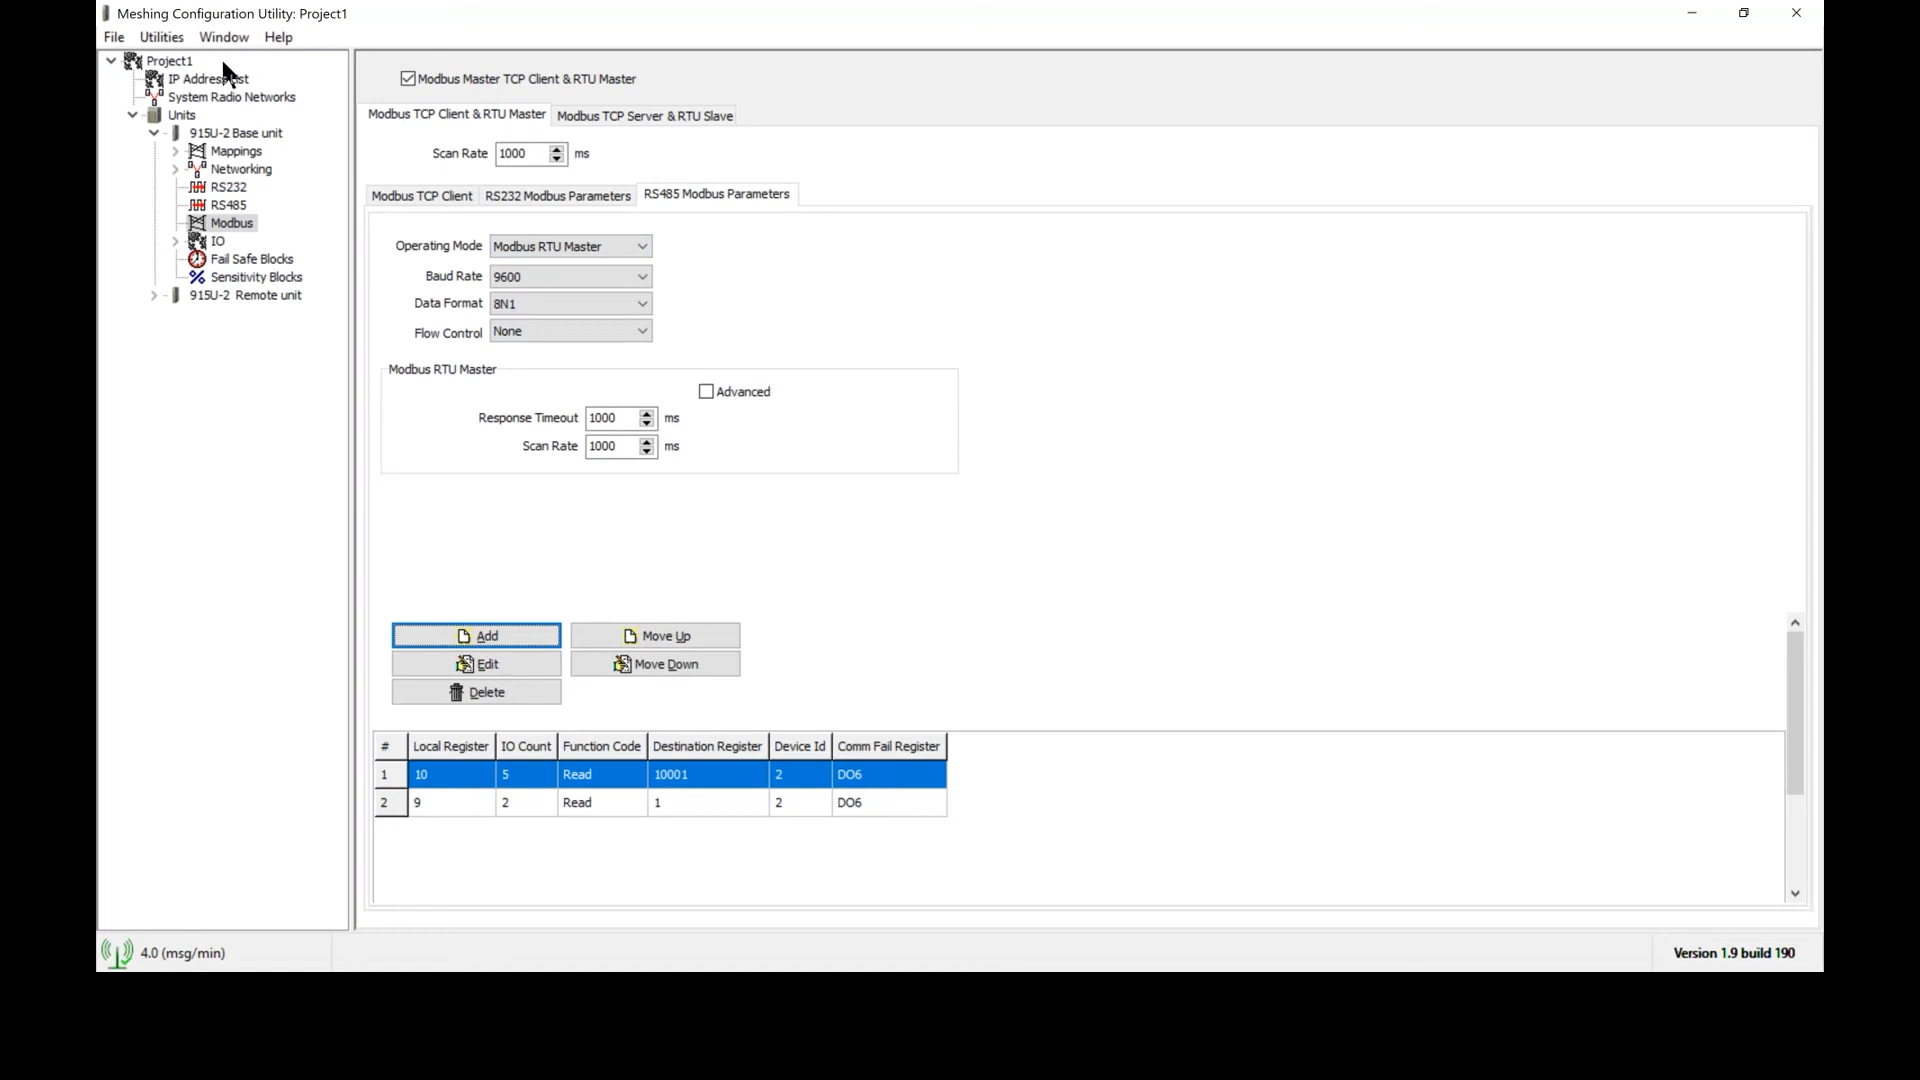 Meshing Configuration Utility: Project1
File Utilities Window Help
Project1
IP Address List
System Radio Networks
Units
915U-2 Base unit
Mappings
Networking
RS232
RS485
Modbus
IO
Fail Safe Blocks
Sensitivity Blocks
915U-2 Remote unit
Modbus Master TCP Client & RTU Master
Modbus TCP Client & RTU Master Modbus TCP Server & RTU Slave
Scan Rate 1000 ms
Modbus TCP Client RS232 Modbus Parameters RS485 Modbus Parameters
Operating Mode Modbus RTU Master
Baud Rate 9600
Data Format 8N1
Flow Control None
Modbus RTU Master
Advanced
Response Timeout 1000 ms
Scan Rate 1000 ms
Add Move Up
Edit Move Down
Delete
# Local Register IO Count Function Code Destination Register Device Id Comm Fail Register
1 10 5 Read 10001 2 DO6
2 9 2 Read 1 2 DO6
4.0 (msg/min)
Version 1.9 build 190